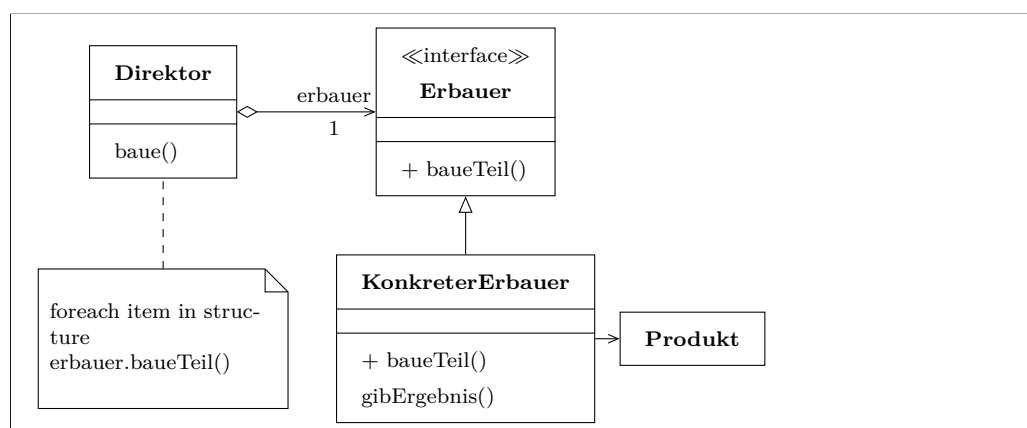 Direktor
baue()
erbauer
1
≪interface≫
Erbauer
+ baueTeil()
foreach item in struc-
ture
erbauer.baueTeil()
KonkreterErbauer
+ baueTeil()
gibErgebnis()
Produkt